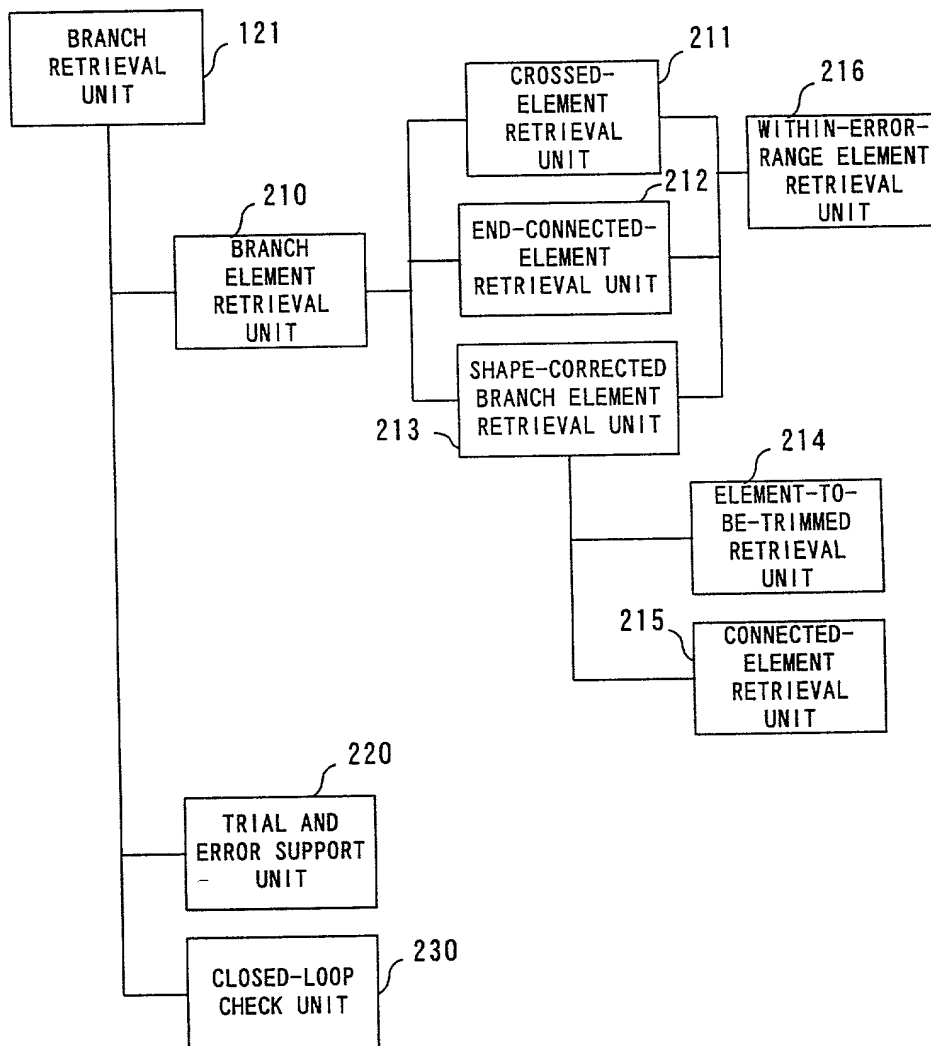 BRANCH
RETRIEVAL
UNIT
121
211
CROSSED-
ELEMENT
RETRIEVAL
UNIT
216
WITHIN-ERROR-
RANGE ELEMENT
RETRIEVAL
UNIT
210
BRANCH
ELEMENT
RETRIEVAL
UNIT
212
END-CONNECTED-
ELEMENT
RETRIEVAL UNIT
SHAPE-CORRECTED
BRANCH ELEMENT
RETRIEVAL UNIT
213
214
ELEMENT-TO-
BE-TRIMMED
RETRIEVAL
UNIT
215
CONNECTED-
ELEMENT
RETRIEVAL
UNIT
220
TRIAL AND
ERROR SUPPORT
UNIT
230
CLOSED-LOOP
CHECK UNIT